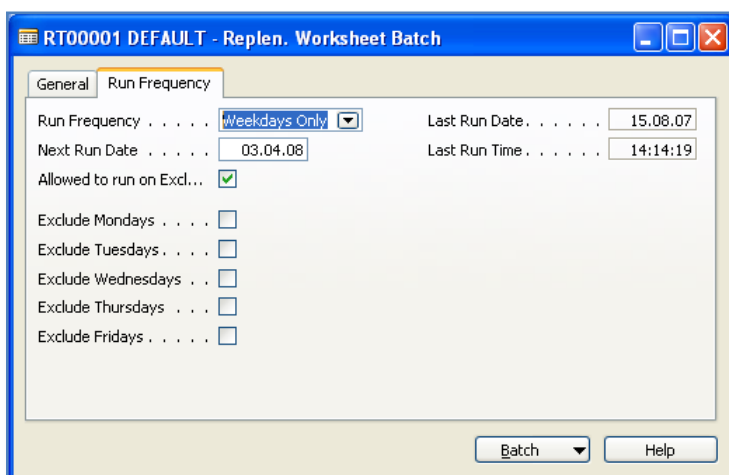 RT00001 DEFAULT - Replen. Worksheet Batch
General Run Frequency
Run Frequency . . . . . Weekdays Only Last Run Date. . . . . . 15.08.07
Next Run Date . . . . . 03.04.08 Last Run Time . . . . . . 14:14:19
Allowed to run on Excl...
Exclude Mondays . . . .
Exclude Tuesdays . . . .
Exclude Wednesdays . .
Exclude Thursdays . . .
Exclude Fridays . . . . .
Batch Help